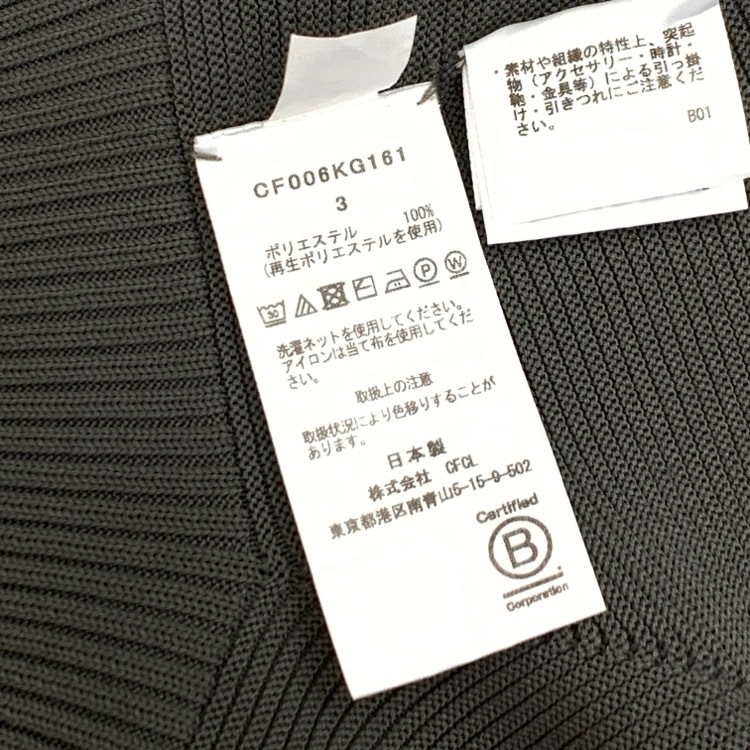 CF006KG161
3
ポリエステル 100%
(再生ポリエステルを使用)
30
P
W
洗濯ネットを使用してください。
アイロンは当て布を使用してくだ
さい。
取扱上の注意
取扱状況により色移りすることが
あります。
日本製
株式会社 CFCL
東京都港区南青山5-15-9-502
Certified
B
Corporation
・素材や組織の特性上、突起
物(アクセサリー・時計・
鞄・金具等)による引っ掛
け・引きつれにご注意くだ
さい。
B01